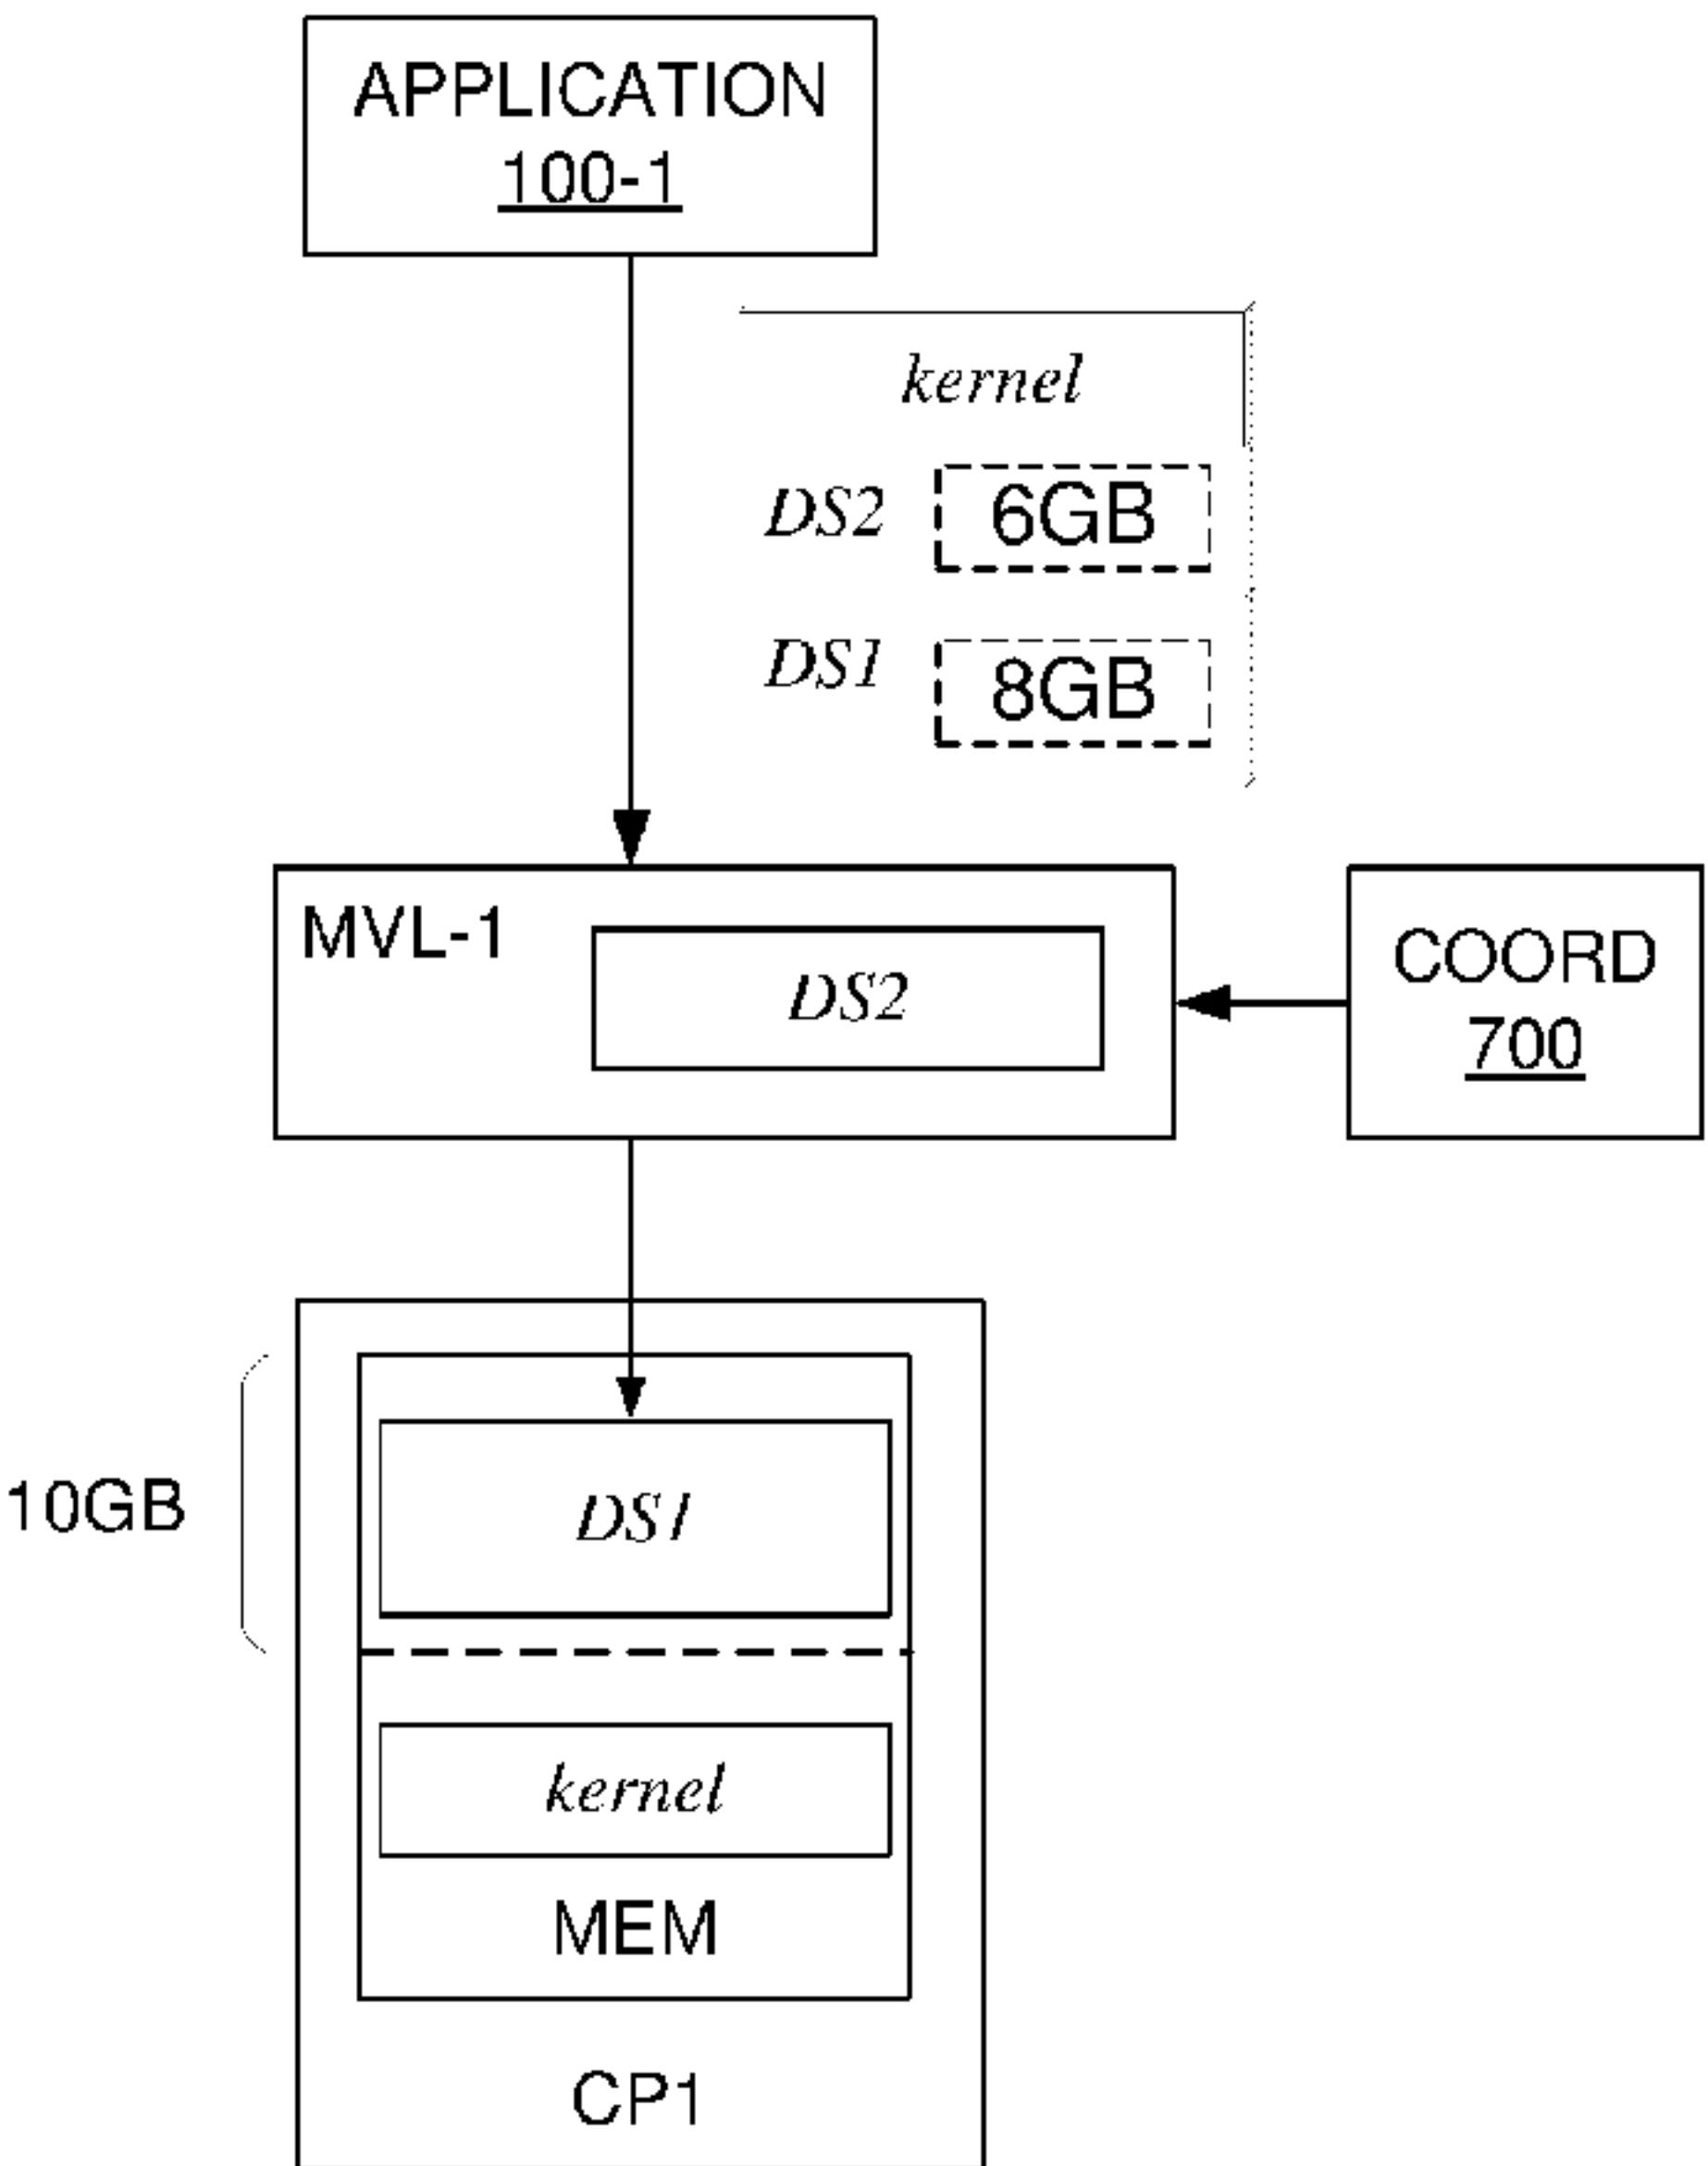 APPLICATION
100-1
kernel
DS2 6GB
DS1 8GB
MVL-1
DS2
COORD
700
10GB
DS1
kernel
MEM
CP1